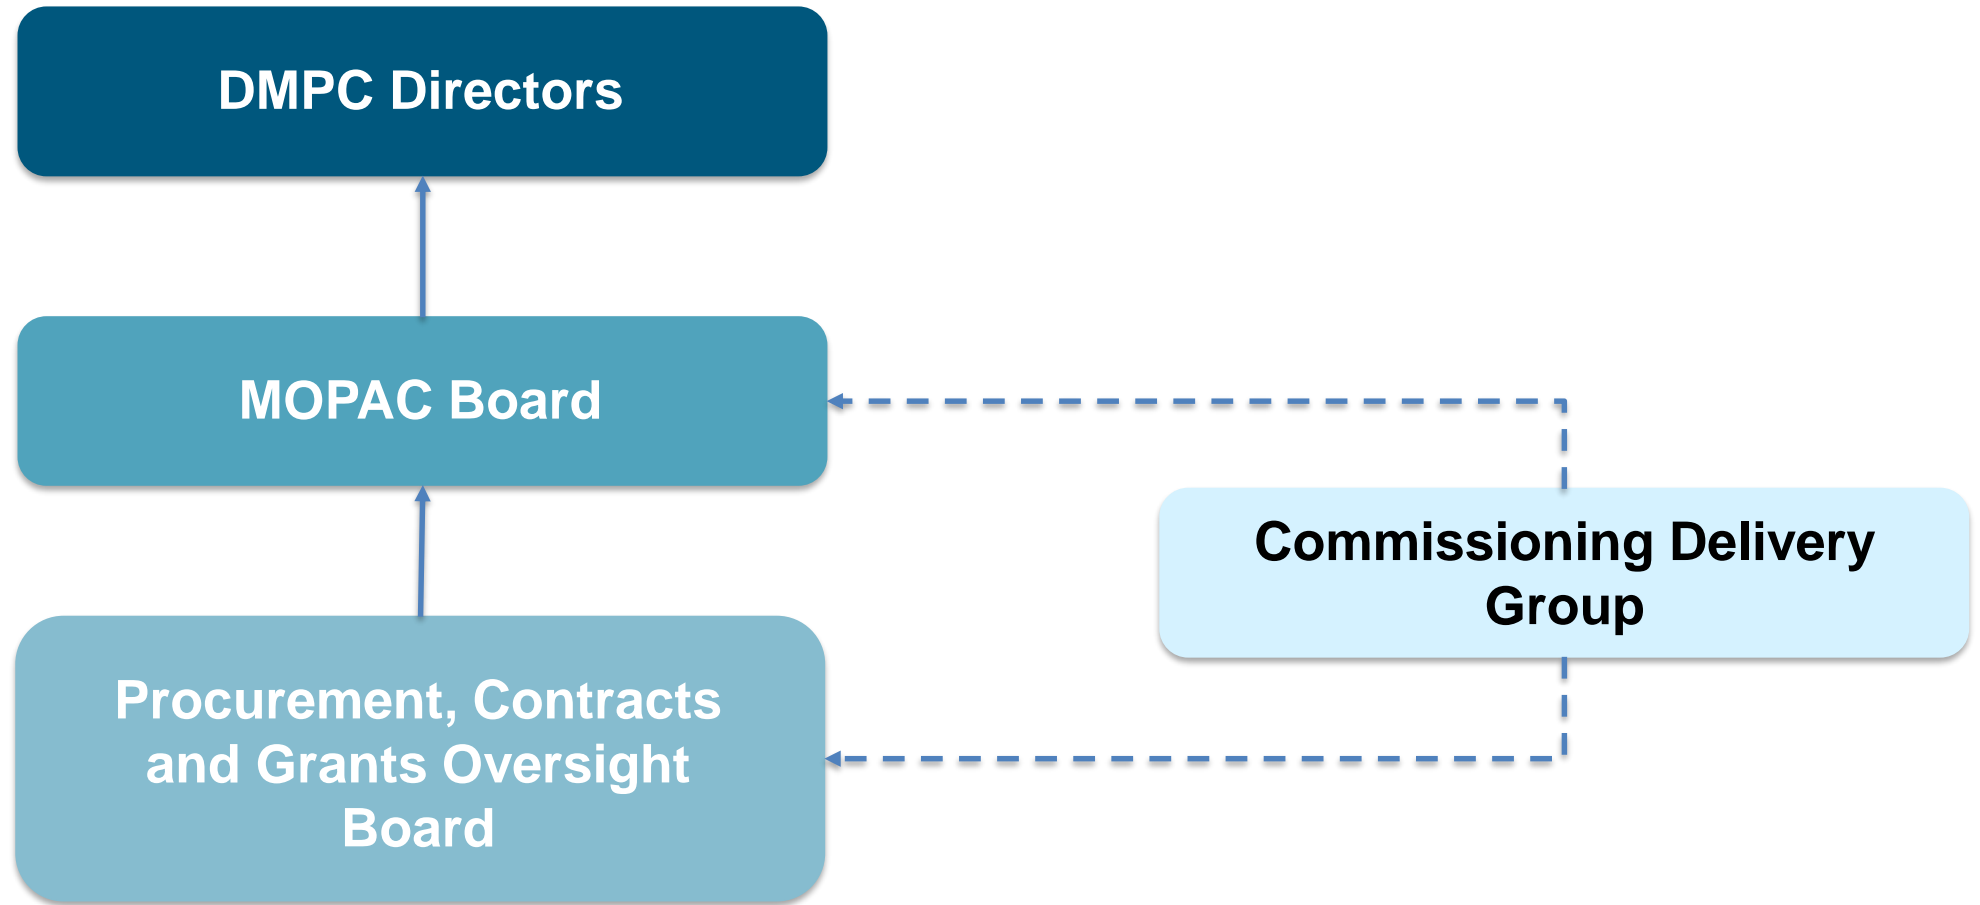 DMPC Directors
MOPAC Board
Commissioning Delivery
Group
Procurement, Contracts
and Grants Oversight
Board